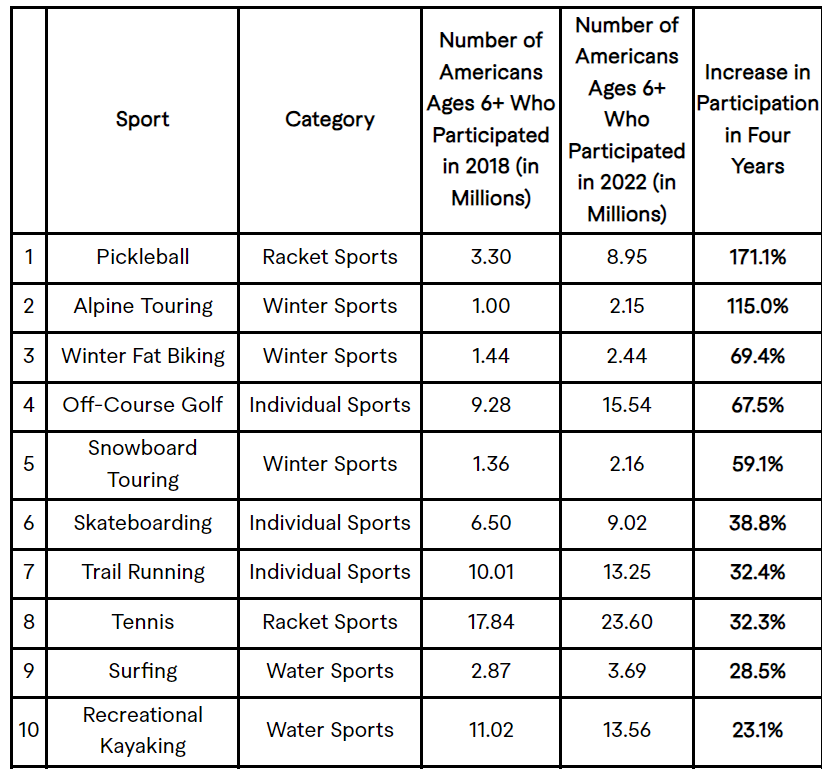 Sport
Category
Number of
Americans
Ages 6+ Who
Participated
in 2018 (in
Millions)
Number of
Americans
Ages 6+
Who
Participated
in 2022 (in
Millions)
Increase in
Participation
in Four
Years
1 Pickleball Racket Sports 3.30 8.95 171.1%
2 Alpine Touring Winter Sports 1.00 2.15 115.0%
3 Winter Fat Biking Winter Sports 1.44 2.44 69.4%
4 Off-Course Golf Individual Sports 9.28 15.54 67.5%
5 Snowboard
Touring Winter Sports 1.36 2.16 59.1%
6 Skateboarding Individual Sports 6.50 9.02 38.8%
7 Trail Running Individual Sports 10.01 13.25 32.4%
8 Tennis Racket Sports 17.84 23.60 32.3%
9 Surfing Water Sports 2.87 3.69 28.5%
10 Recreational
Kayaking Water Sports 11.02 13.56 23.1%